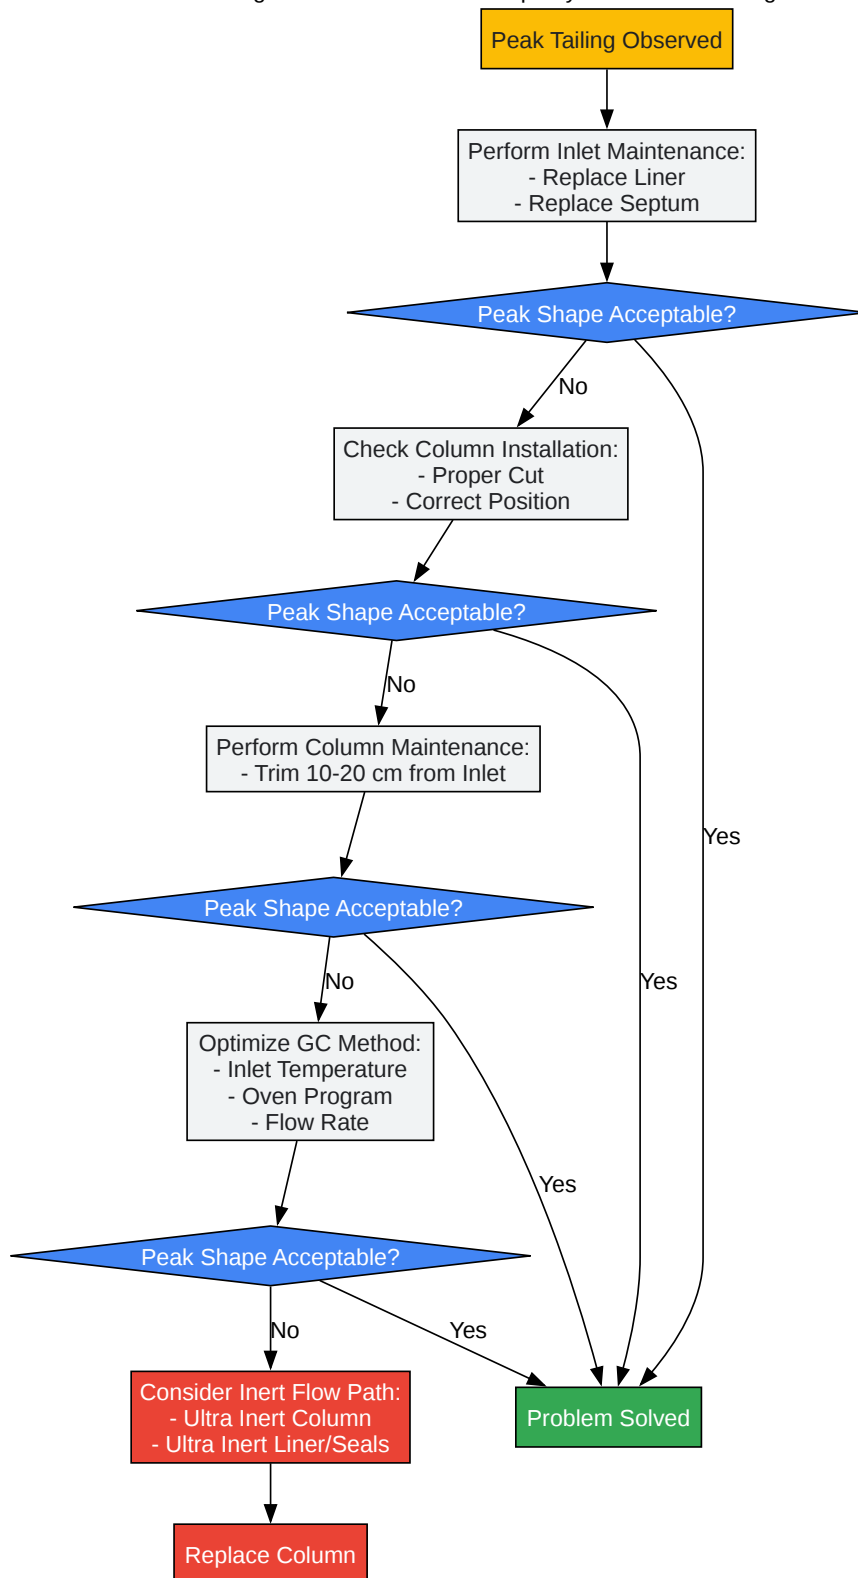 Peak Tailing Observed
Perform Inlet Maintenance:
- Replace Liner
- Replace Septum
Peak Shape Acceptable?
No
Check Column Installation:
- Proper Cut
- Correct Position
Peak Shape Acceptable?
No
Perform Column Maintenance:
- Trim 10-20 cm from Inlet
Yes
Peak Shape Acceptable?
No
Yes
Optimize GC Method:
- Inlet Temperature
- Oven Program
- Flow Rate
Yes
Peak Shape Acceptable?
No
Yes
Consider Inert Flow Path:
- Ultra Inert Column
- Ultra Inert Liner/Seals
Problem Solved
Replace Column